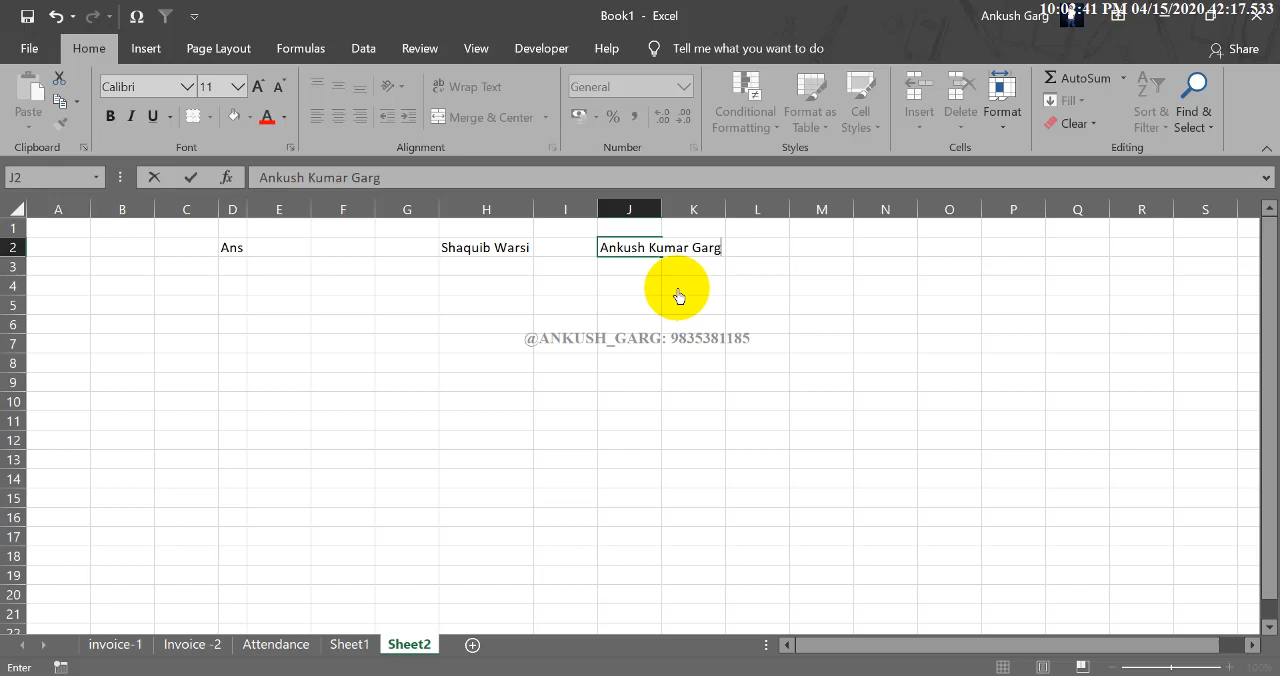 10:02:41 PM 04/15/2020 42:17.533
Book1 - Excel
Ankush Garg
File Home Insert Page Layout Formulas Data Review View Developer Help Tell me what you want to do Share
Calibri 11 ab Wrap Text General Σ AutoSum
Paste B I U Merge & Center % Conditional Formatting Format as Table Cell Styles Insert Delete Format Fill Clear Sort & Filter Find & Select
Clipboard Font Alignment Number Styles Cells Editing
J2 fx Ankush Kumar Garg
A B C D E F G H I J K L M N O P Q R S
1
2 Ans Shaquib Warsi Ankush Kumar Garg
3
4
5
6
@ANKUSH_GARG: 9835381185
7
8
9
10
11
12
13
14
15
16
17
18
19
20
21
22
invoice-1 Invoice -2 Attendance Sheet1 Sheet2
Enter 100%